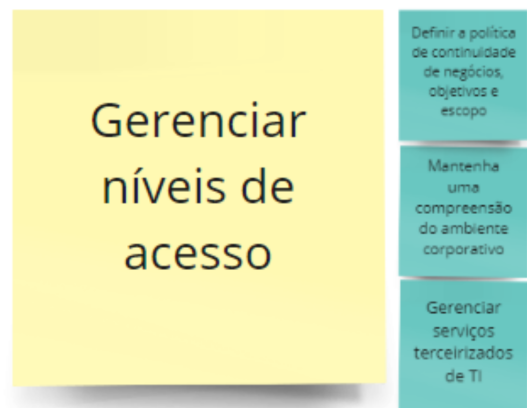 Gerenciar
níveis de
acesso
Definir a política
de continuidade
de negócios,
objetivos e
escopo
Mantenha
uma
compreensão
do ambiente
corporativo
Gerenciar
serviços
terceirizados
de TI